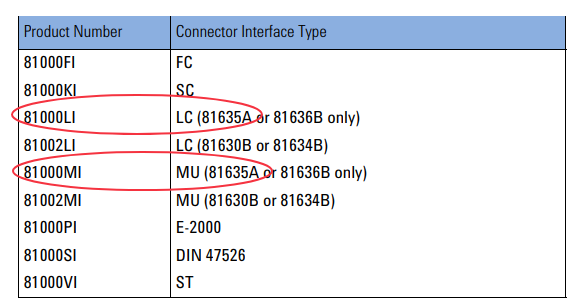 Product Number Connector Interface Type
81000FI FC
81000KI SC
81000LI LC (81635A or 81636B only)
81002LI LC (81630B or 81634B)
81000MI MU (81635A or 81636B only)
81002MI MU (81630B or 81634B)
81000PI E-2000
81000SI DIN 47526
81000VI ST